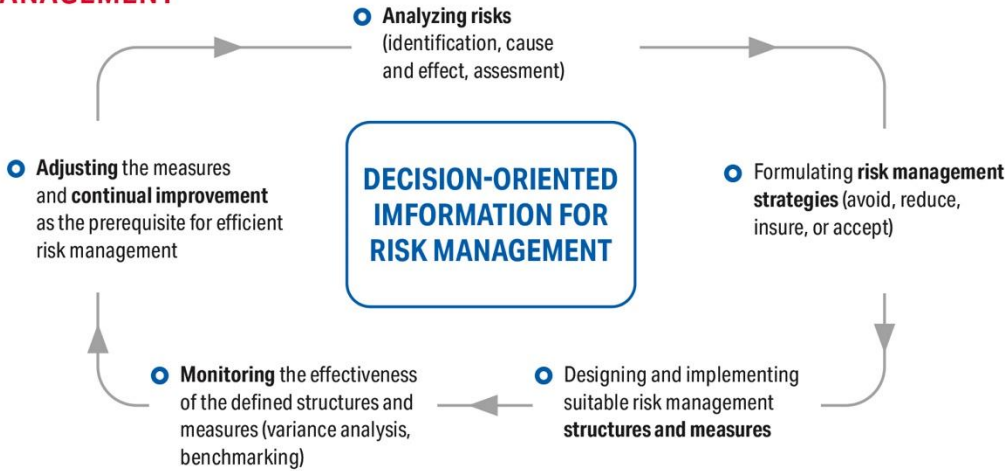 ANAGEMENT
Analyzing risks
(identification, cause
and effect, assesment)
DECISION-ORIENTED
IMFORMATION FOR
RISK MANAGEMENT
Formulating risk management
strategies (avoid, reduce,
insure, or accept)
Designing and implementing
suitable risk management
structures and measures
Monitoring the effectiveness
of the defined structures and
measures (variance analysis,
benchmarking)
Adjusting the measures
and continual improvement
as the prerequisite for efficient
risk management